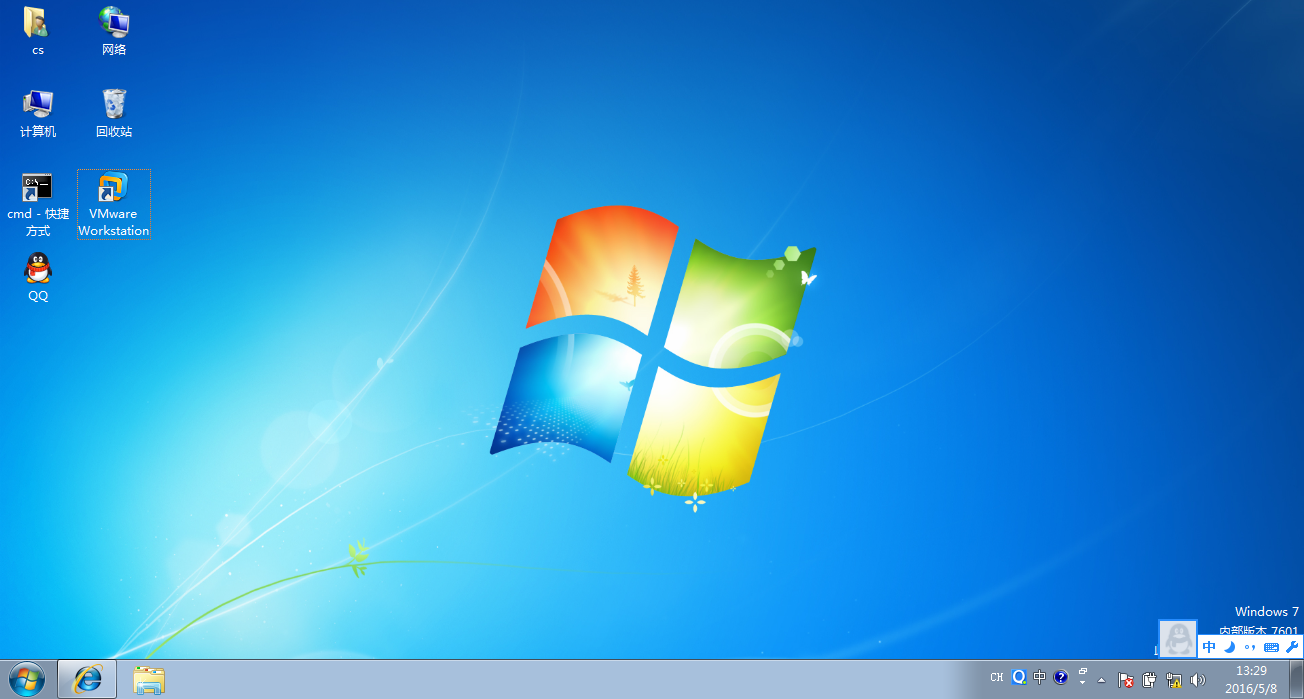 cs
网络
计算机
回收站
C:\
cmd - 快捷
方式
VMware
Workstation
QQ
Windows 7
内部版本 7601
中
CH
中
13:29
2016/5/8